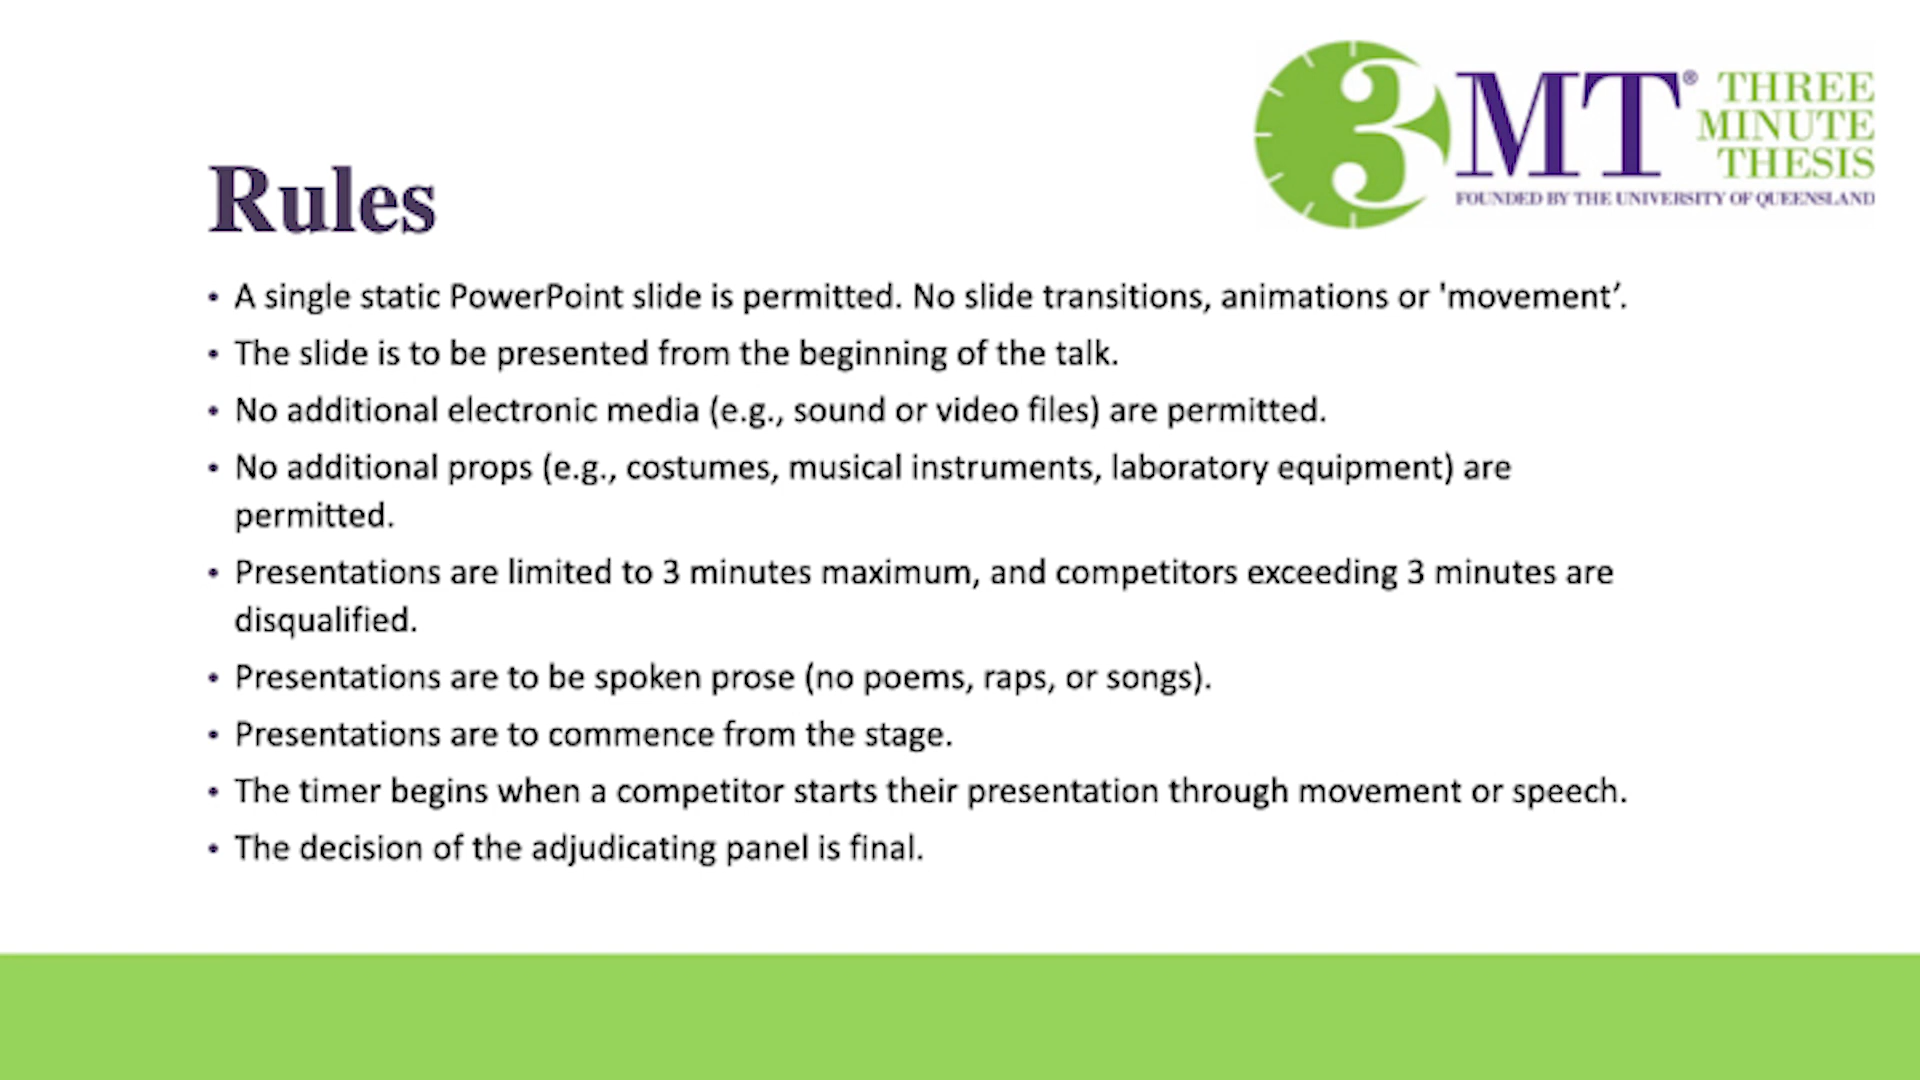 3MT® THREE
MINUTE
THESIS
FOUNDED BY THE UNIVERSITY OF QUEENSLAND
Rules
• A single static PowerPoint slide is permitted. No slide transitions, animations or 'movement’.
• The slide is to be presented from the beginning of the talk.
• No additional electronic media (e.g., sound or video files) are permitted.
• No additional props (e.g., costumes, musical instruments, laboratory equipment) are
permitted.
• Presentations are limited to 3 minutes maximum, and competitors exceeding 3 minutes are
disqualified.
• Presentations are to be spoken prose (no poems, raps, or songs).
• Presentations are to commence from the stage.
• The timer begins when a competitor starts their presentation through movement or speech.
• The decision of the adjudicating panel is final.